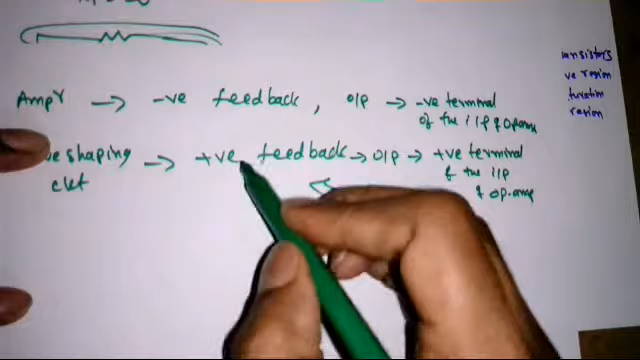 Ampr → -ve feedback, O/P → -ve terminal
of the i/p of opamp
ve shaping → +ve feedback → O/P → +ve terminal
ckt of the i/p
of op-amp
ansistors
ve region
region